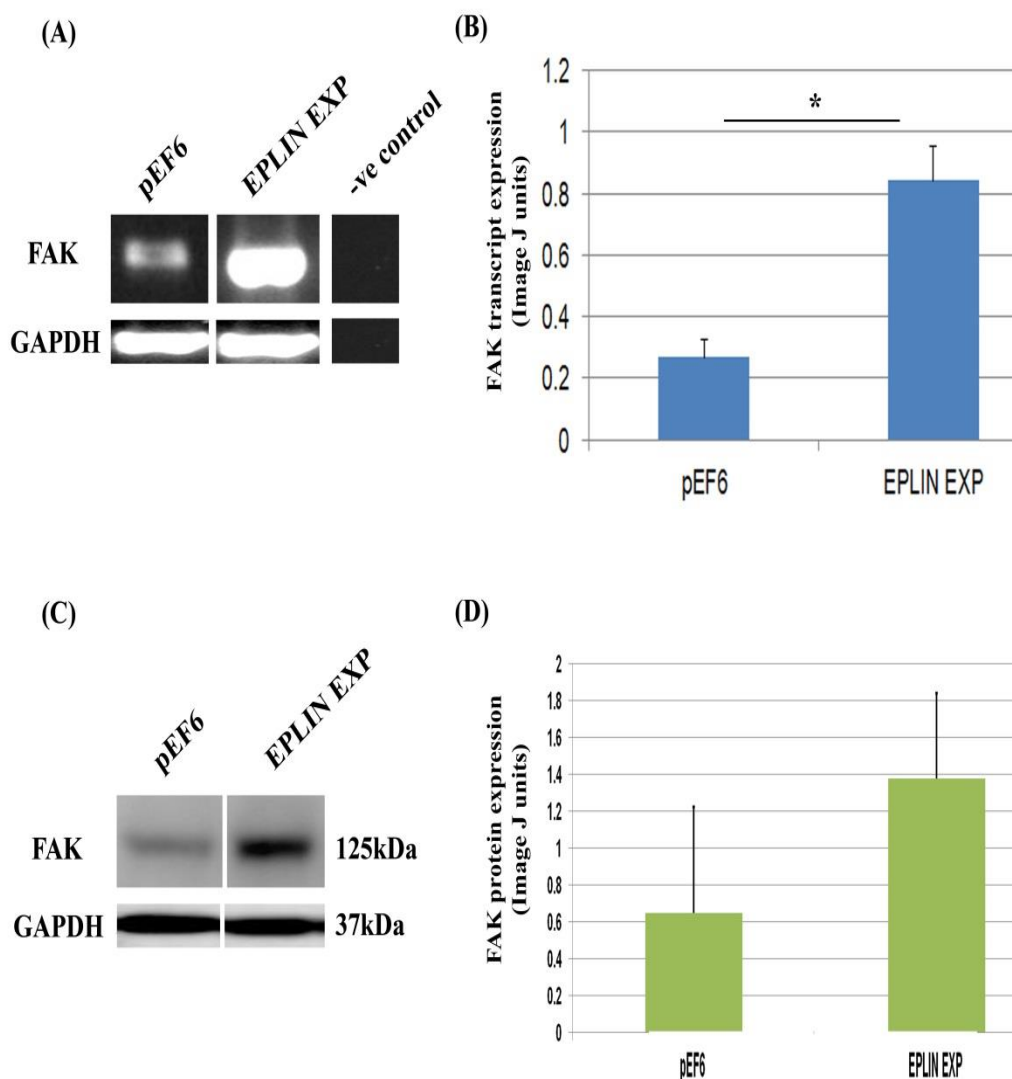 (A)
pEF6
EPLIN EXP
-ve control
FAK
GAPDH
(B)
FAK transcript expression
(Image J units)
1.2
1
0.8
0.6
0.4
0.2
0
*
pEF6
EPLIN EXP
(C)
pEF6
EPLIN EXP
FAK
125kDa
GAPDH
37kDa
(D)
FAK protein expression
(Image J units)
2
1.8
1.6
1.4
1.2
1
0.8
0.6
0.4
0.2
0
pEF6
EPLIN EXP